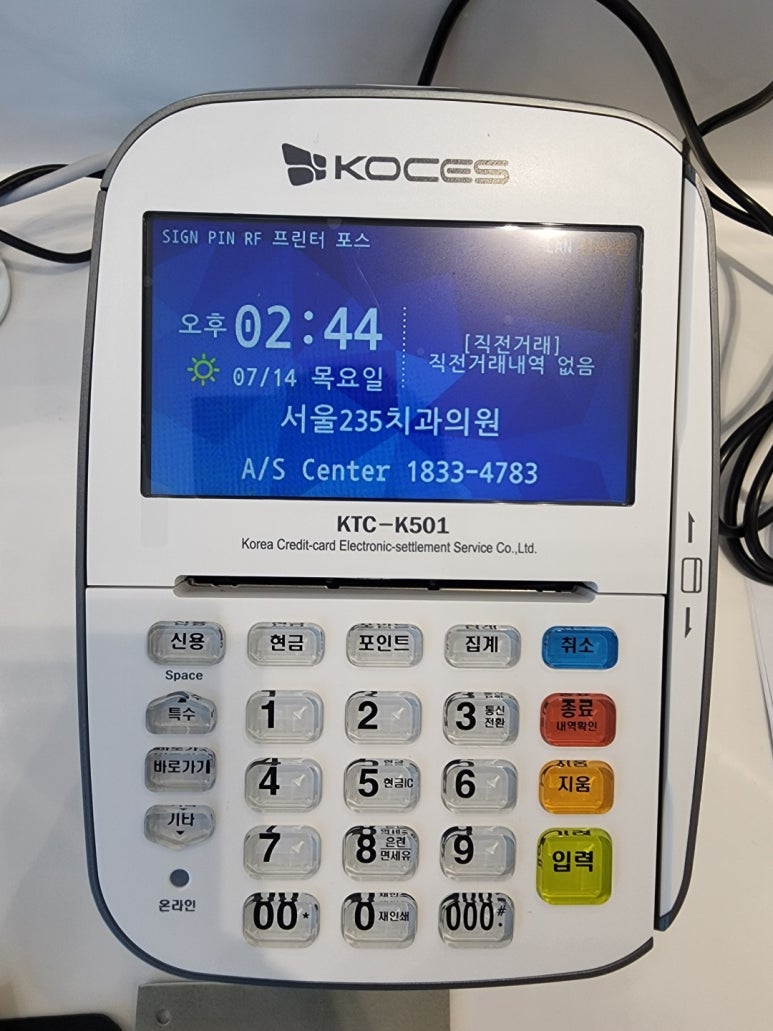 KOCES
SIGN PIN RF 프린터 포스
LAN
오후 02:44
07/14 목요일
[직전거래]
직전거래내역 없음
서울235치과의원
A/S Center 1833-4783
KTC-K501
Korea Credit-card Electronic-settlement Service Co.,Ltd.
신용 현금 포인트 집계 취소
Space
특수 1 2 3 통신전환 종료 내역확인
바로가기 4 5 현금IC 6 지움
기타 7 8 은련 면세유 9 입력
온라인 00 * 0 재인쇄 000 # .